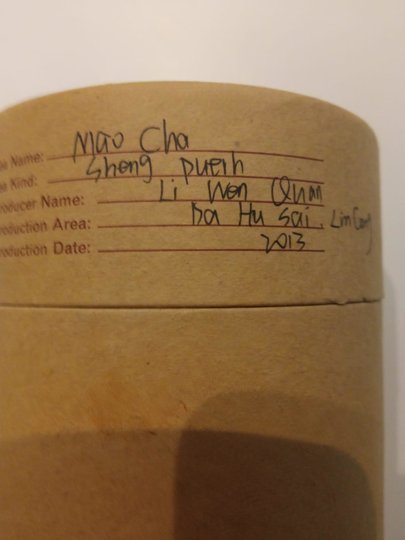 Name: Mao Cha
Kind: Sheng puerh
roducer Name: Li Wen Quan
roduction Area: Da Hu Sai, Lin Cang
roduction Date: 2013